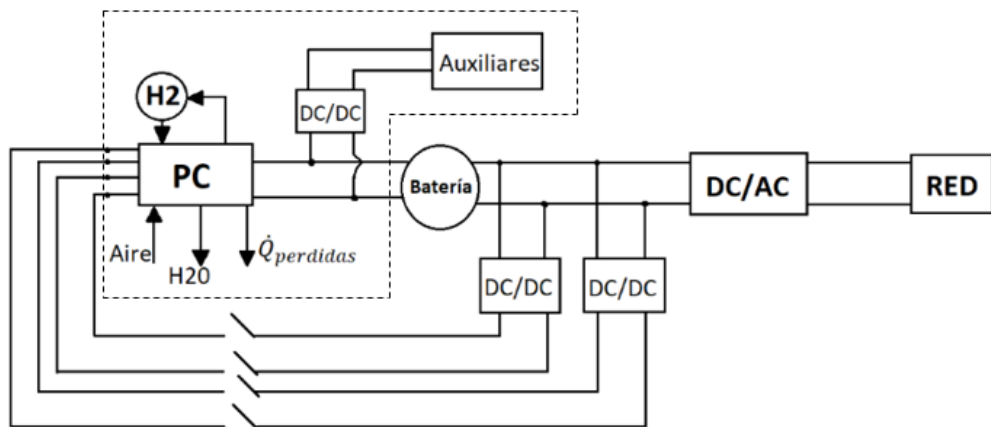 Auxiliares
H2
DC/DC
PC
Batería
DC/AC
RED
Aire
H20
Q̇perdidas
DC/DC
DC/DC